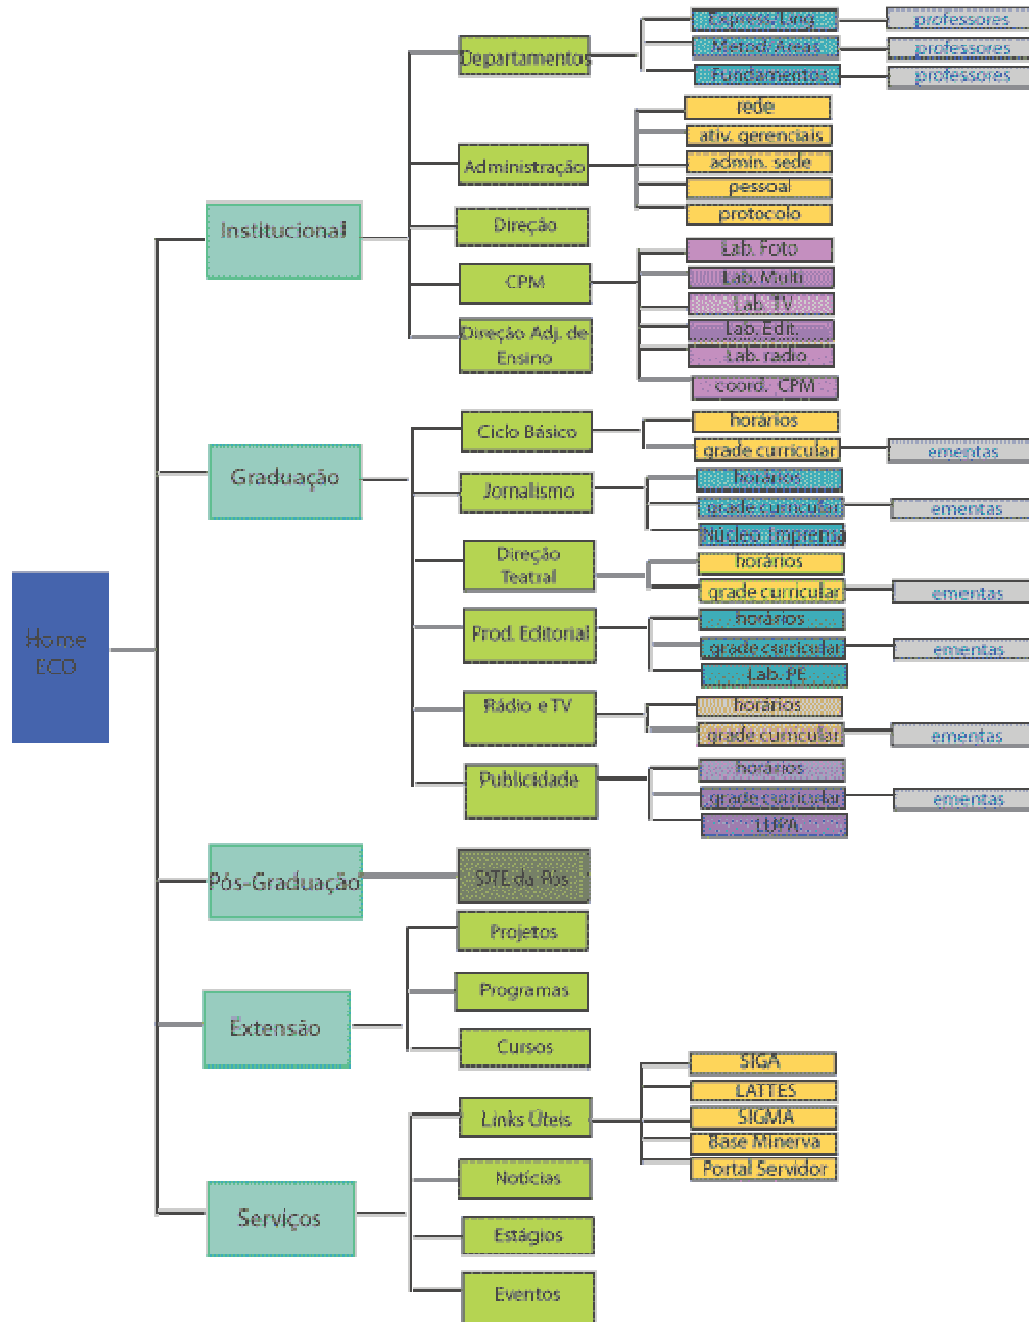 Home
ECO
Institucional
Departamentos
Express/Ling
professores
Metod. Áreas
professores
Fundamentos
professores
Administração
rede
ativ. gerenciais
admin. sede
pessoal
protocolo
Direção
CPM
Lab. Foto
Lab. Multi
Lab. TV
Lab. Edit.
Lab. radio
coord. CPM
Direção Adj. de
Ensino
Graduação
Ciclo Básico
horários
grade curricular
ementas
Jornalismo
horários
grade curricular
ementas
Núcleo Emprensa
Direção
Teatral
horários
grade curricular
ementas
Prod. Editorial
horários
grade curricular
ementas
Lab. PE
Rádio e TV
horários
grade curricular
ementas
Publicidade
horários
grade curricular
ementas
LUPA
Pós-Graduação
SITE da Pós
Extensão
Projetos
Programas
Cursos
Serviços
Links Úteis
SIGA
LATTES
SIGMA
Base Minerva
Portal Servidor
Notícias
Estágios
Eventos